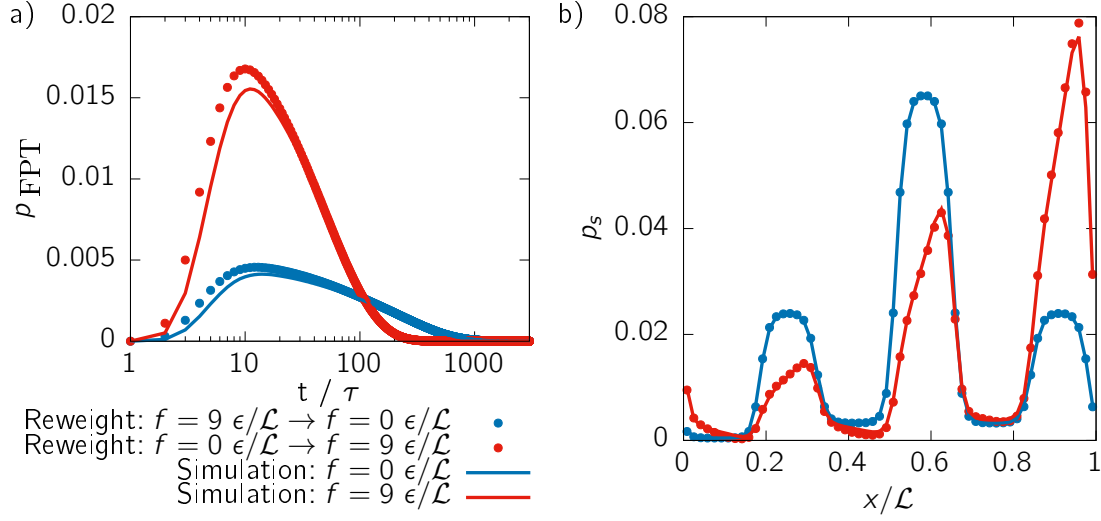 a)
0.02
0.015
0.01
0.005
0
p FPT
1
10
100
1000
t / τ
Reweight: f = 9 ϵ/ℒ → f = 0 ϵ/ℒ
Reweight: f = 0 ϵ/ℒ → f = 9 ϵ/ℒ
Simulation: f = 0 ϵ/ℒ
Simulation: f = 9 ϵ/ℒ
b)
0.08
0.06
0.04
0.02
0
p_s
0
0.2
0.4
0.6
0.8
1
x/ℒ